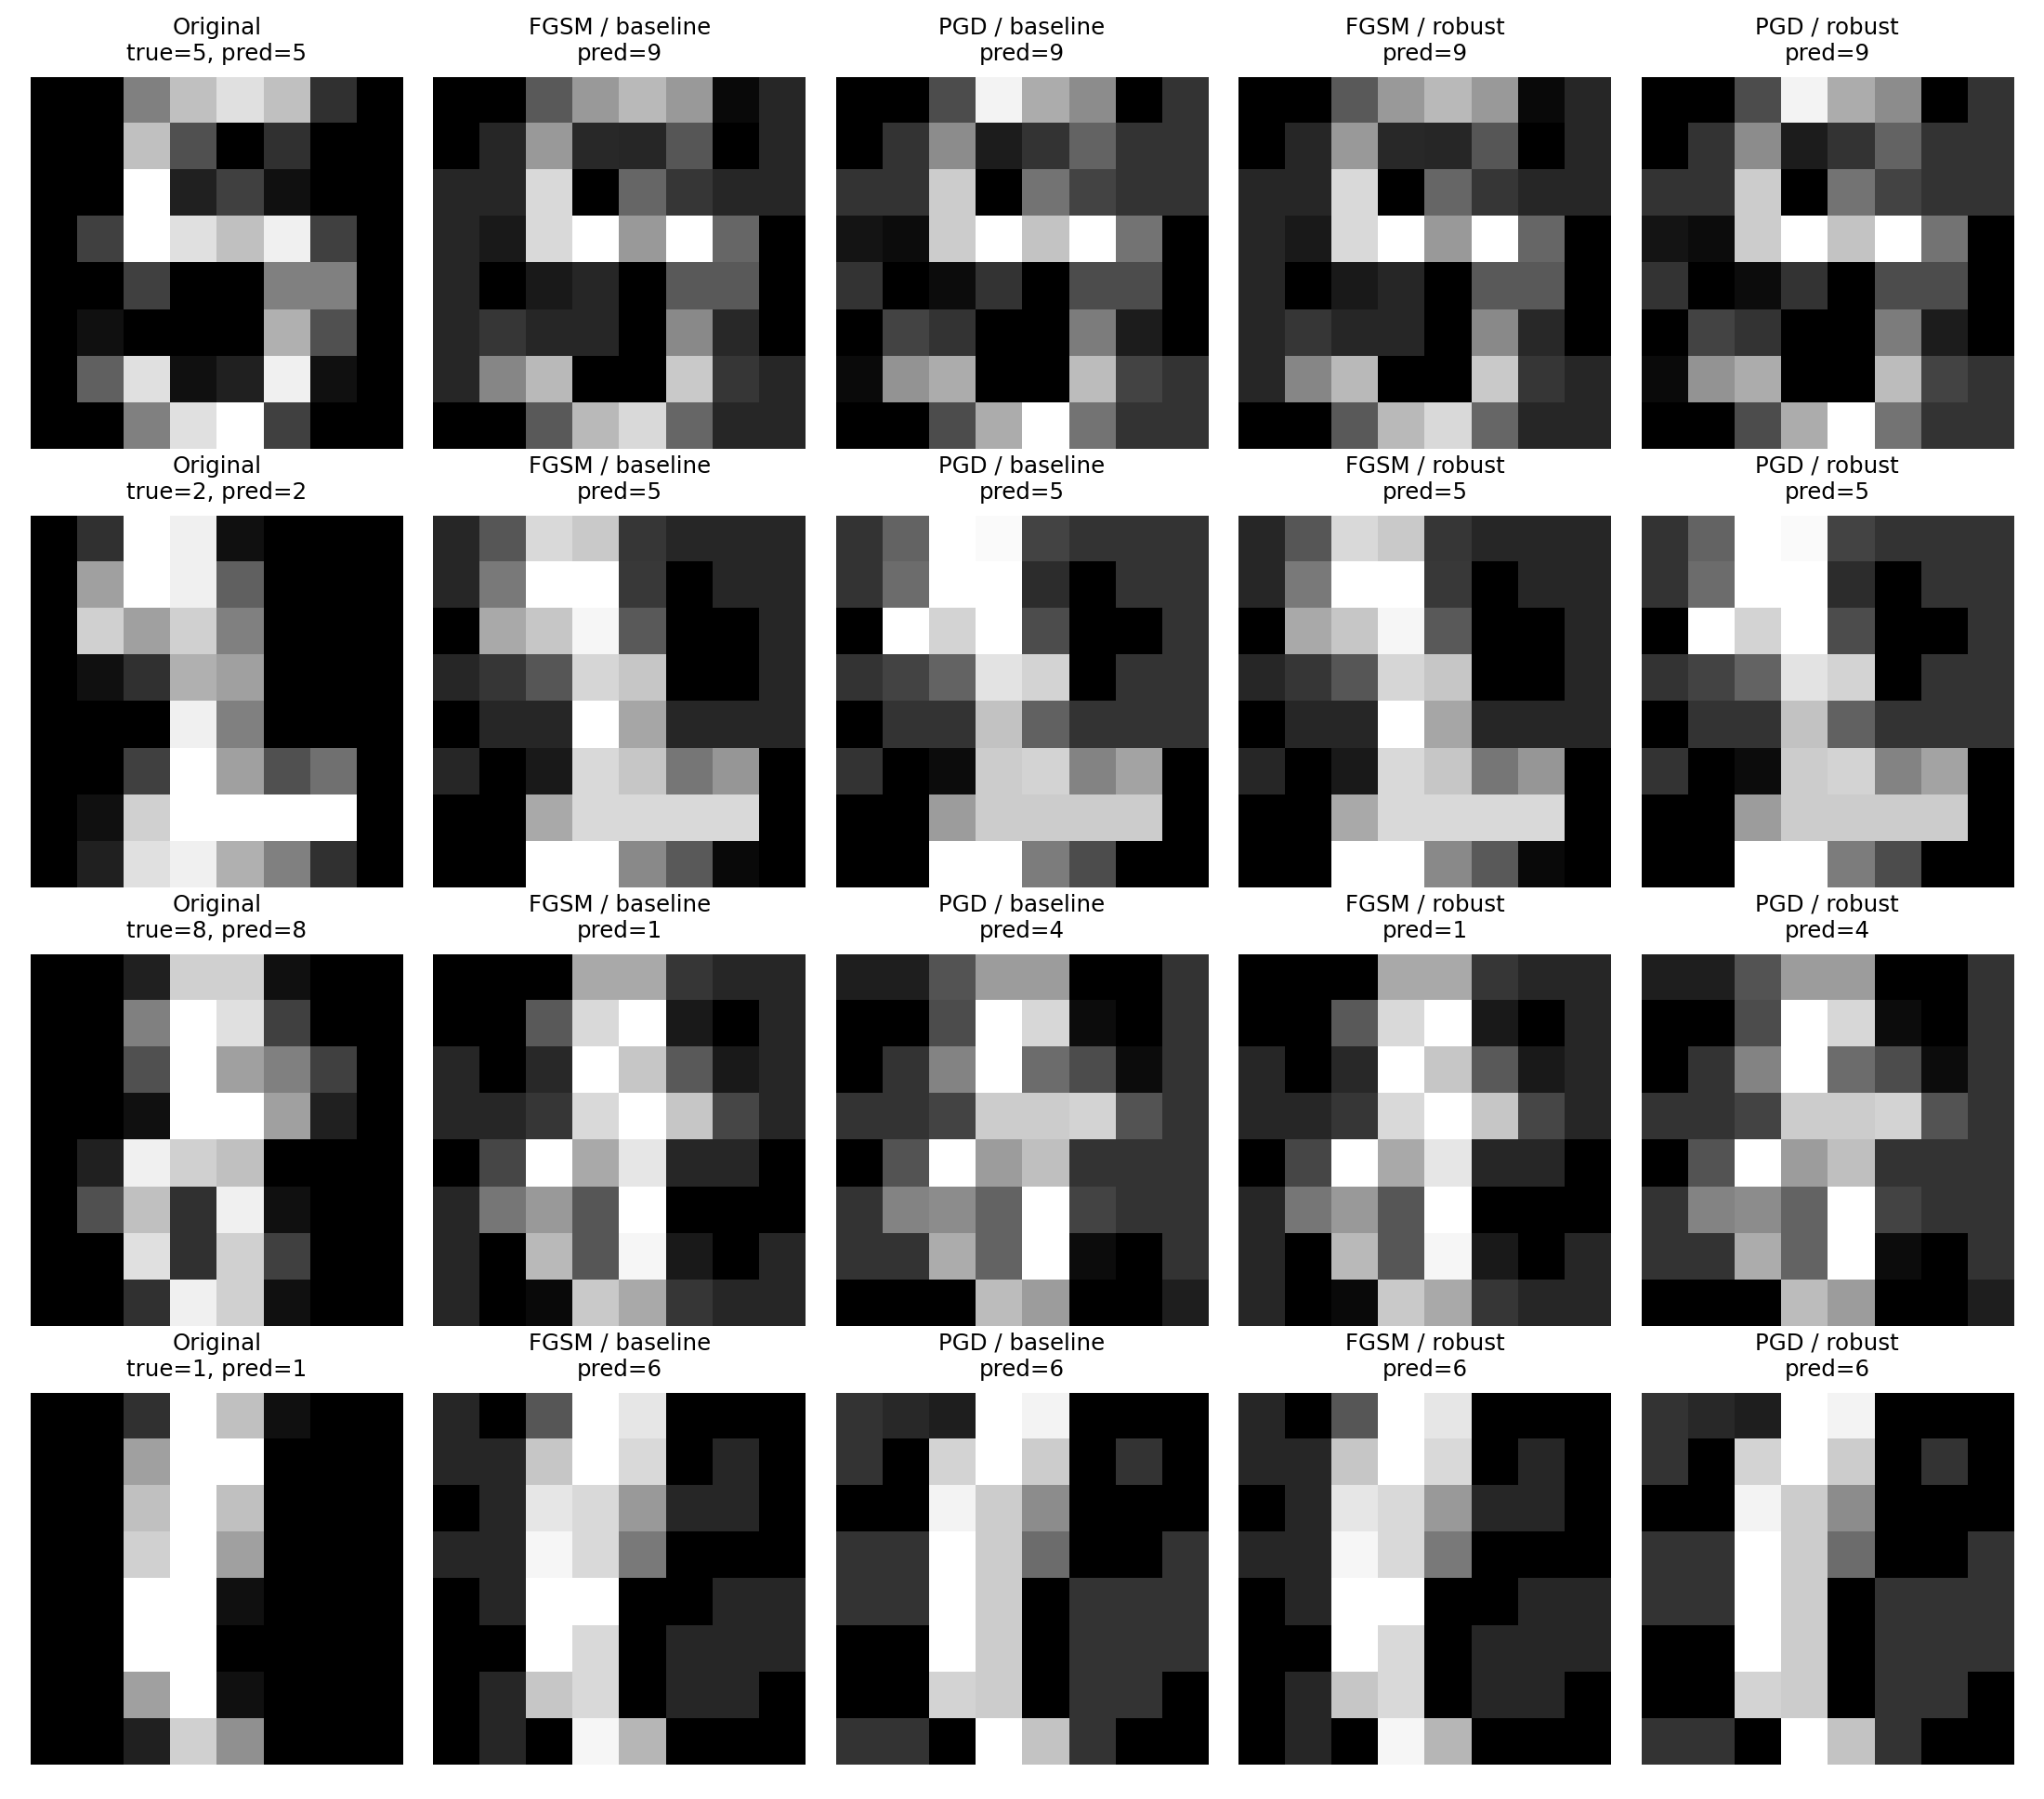 Original
true=5, pred=5
FGSM / baseline
pred=9
PGD / baseline
pred=9
FGSM / robust
pred=9
PGD / robust
pred=9
Original
true=2, pred=2
FGSM / baseline
pred=5
PGD / baseline
pred=5
FGSM / robust
pred=5
PGD / robust
pred=5
Original
true=8, pred=8
FGSM / baseline
pred=1
PGD / baseline
pred=4
FGSM / robust
pred=1
PGD / robust
pred=4
Original
true=1, pred=1
FGSM / baseline
pred=6
PGD / baseline
pred=6
FGSM / robust
pred=6
PGD / robust
pred=6